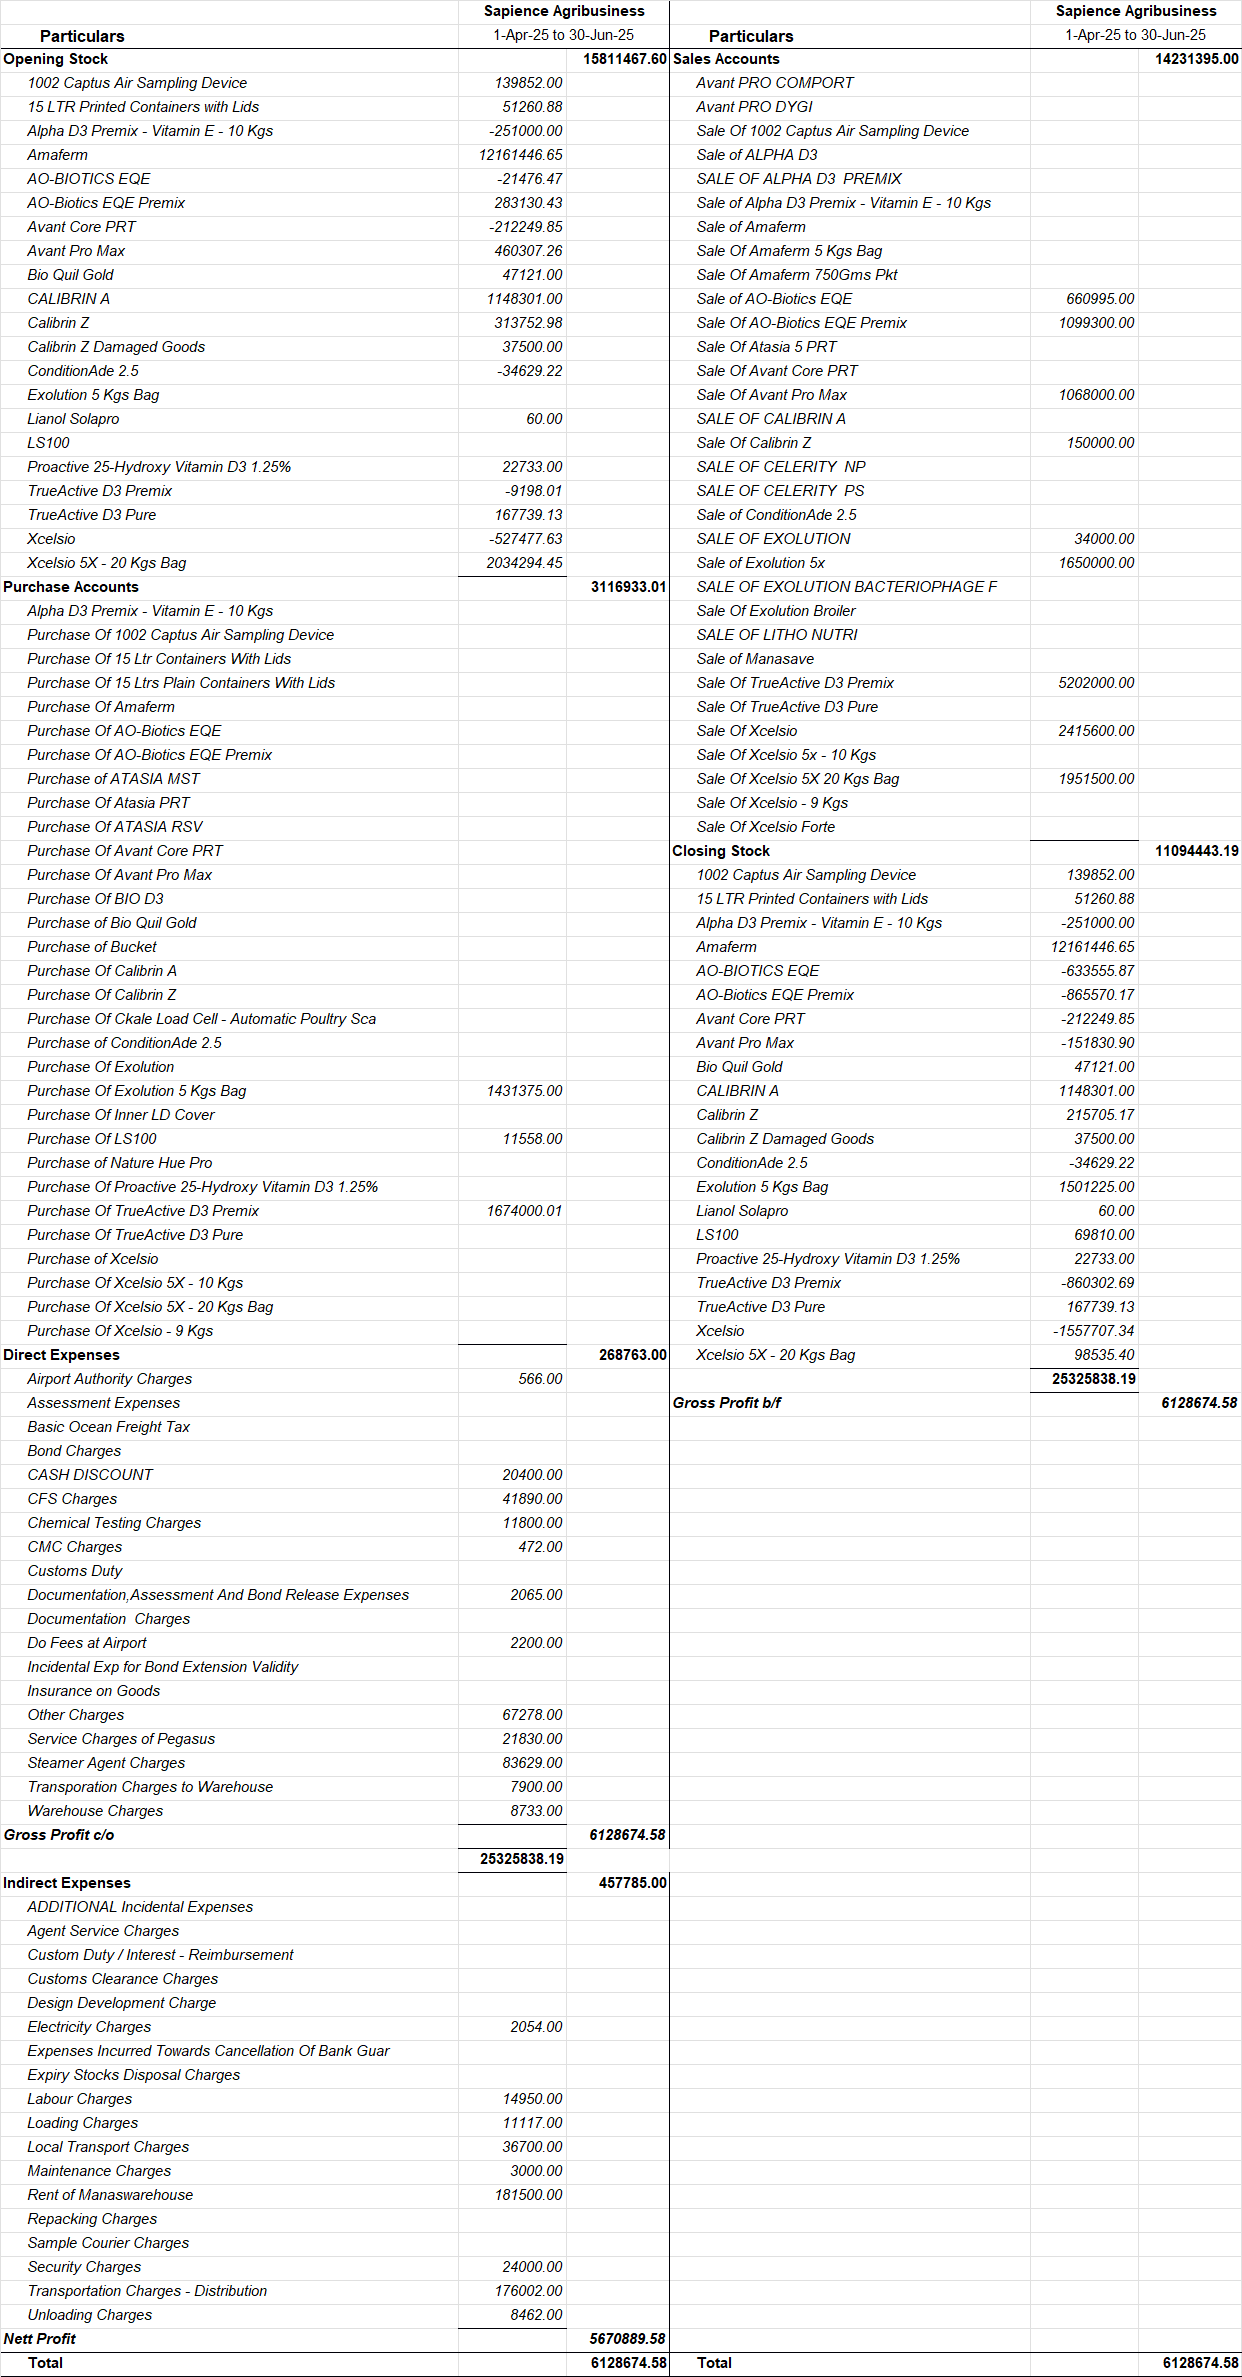 Sapience Agribusiness Sapience Agribusiness
Particulars 1-Apr-25 to 30-Jun-25 Particulars 1-Apr-25 to 30-Jun-25
Opening Stock 15811467.60 Sales Accounts 14231395.00
1002 Captus Air Sampling Device 139852.00 Avant PRO COMPORT
15 LTR Printed Containers with Lids 51260.88 Avant PRO DYGI
Alpha D3 Premix - Vitamin E - 10 Kgs -251000.00 Sale Of 1002 Captus Air Sampling Device
Amaferm 12161446.65 Sale of ALPHA D3
AO-BIOTICS EQE -21476.47 SALE OF ALPHA D3 PREMIX
AO-Biotics EQE Premix 283130.43 Sale of Alpha D3 Premix - Vitamin E - 10 Kgs
Avant Core PRT -212249.85 Sale of Amaferm
Avant Pro Max 460307.26 Sale Of Amaferm 5 Kgs Bag
Bio Quil Gold 47121.00 Sale Of Amaferm 750Gms Pkt
CALIBRIN A 1148301.00 Sale of AO-Biotics EQE 660995.00
Calibrin Z 313752.98 Sale Of AO-Biotics EQE Premix 1099300.00
Calibrin Z Damaged Goods 37500.00 Sale Of Atasia 5 PRT
ConditionAde 2.5 -34629.22 Sale Of Avant Core PRT
Exolution 5 Kgs Bag Sale Of Avant Pro Max 1068000.00
Lianol Solapro 60.00 SALE OF CALIBRIN A
LS100 Sale Of Calibrin Z 150000.00
Proactive 25-Hydroxy Vitamin D3 1.25% 22733.00 SALE OF CELERITY NP
TrueActive D3 Premix -9198.01 SALE OF CELERITY PS
TrueActive D3 Pure 167739.13 Sale of ConditionAde 2.5
Xcelsio -527477.63 SALE OF EXOLUTION 34000.00
Xcelsio 5X - 20 Kgs Bag 2034294.45 Sale of Exolution 5x 1650000.00
Purchase Accounts 3116933.01 SALE OF EXOLUTION BACTERIOPHAGE F
Alpha D3 Premix - Vitamin E - 10 Kgs Sale Of Exolution Broiler
Purchase Of 1002 Captus Air Sampling Device SALE OF LITHO NUTRI
Purchase Of 15 Ltr Containers With Lids Sale of Manasave
Purchase Of 15 Ltrs Plain Containers With Lids Sale Of TrueActive D3 Premix 5202000.00
Purchase Of Amaferm Sale Of TrueActive D3 Pure
Purchase Of AO-Biotics EQE Sale Of Xcelsio 2415600.00
Purchase Of AO-Biotics EQE Premix Sale Of Xcelsio 5x - 10 Kgs
Purchase of ATASIA MST Sale Of Xcelsio 5X 20 Kgs Bag 1951500.00
Purchase Of Atasia PRT Sale Of Xcelsio - 9 Kgs
Purchase Of ATASIA RSV Sale Of Xcelsio Forte
Purchase Of Avant Core PRT Closing Stock 11094443.19
Purchase Of Avant Pro Max 1002 Captus Air Sampling Device 139852.00
Purchase Of BIO D3 15 LTR Printed Containers with Lids 51260.88
Purchase of Bio Quil Gold Alpha D3 Premix - Vitamin E - 10 Kgs -251000.00
Purchase of Bucket Amaferm 12161446.65
Purchase Of Calibrin A AO-BIOTICS EQE -633555.87
Purchase Of Calibrin Z AO-Biotics EQE Premix -865570.17
Purchase Of Ckale Load Cell - Automatic Poultry Sca Avant Core PRT -212249.85
Purchase of ConditionAde 2.5 Avant Pro Max -151830.90
Purchase Of Exolution Bio Quil Gold 47121.00
Purchase Of Exolution 5 Kgs Bag 1431375.00 CALIBRIN A 1148301.00
Purchase Of Inner LD Cover Calibrin Z 215705.17
Purchase Of LS100 11558.00 Calibrin Z Damaged Goods 37500.00
Purchase of Nature Hue Pro ConditionAde 2.5 -34629.22
Purchase Of Proactive 25-Hydroxy Vitamin D3 1.25% Exolution 5 Kgs Bag 1501225.00
Purchase Of TrueActive D3 Premix 1674000.01 Lianol Solapro 60.00
Purchase Of TrueActive D3 Pure LS100 69810.00
Purchase of Xcelsio Proactive 25-Hydroxy Vitamin D3 1.25% 22733.00
Purchase Of Xcelsio 5X - 10 Kgs TrueActive D3 Premix -860302.69
Purchase Of Xcelsio 5X - 20 Kgs Bag TrueActive D3 Pure 167739.13
Purchase Of Xcelsio - 9 Kgs Xcelsio -1557707.34
Direct Expenses 268763.00 Xcelsio 5X - 20 Kgs Bag 98535.40
Airport Authority Charges 566.00 25325838.19
Assessment Expenses Gross Profit b/f 6128674.58
Basic Ocean Freight Tax
Bond Charges
CASH DISCOUNT 20400.00
CFS Charges 41890.00
Chemical Testing Charges 11800.00
CMC Charges 472.00
Customs Duty
Documentation,Assessment And Bond Release Expenses 2065.00
Documentation Charges
Do Fees at Airport 2200.00
Incidental Exp for Bond Extension Validity
Insurance on Goods
Other Charges 67278.00
Service Charges of Pegasus 21830.00
Steamer Agent Charges 83629.00
Transporation Charges to Warehouse 7900.00
Warehouse Charges 8733.00
Gross Profit c/o 6128674.58
25325838.19
Indirect Expenses 457785.00
ADDITIONAL Incidental Expenses
Agent Service Charges
Custom Duty / Interest - Reimbursement
Customs Clearance Charges
Design Development Charge
Electricity Charges 2054.00
Expenses Incurred Towards Cancellation Of Bank Guar
Expiry Stocks Disposal Charges
Labour Charges 14950.00
Loading Charges 11117.00
Local Transport Charges 36700.00
Maintenance Charges 3000.00
Rent of Manaswarehouse 181500.00
Repacking Charges
Sample Courier Charges
Security Charges 24000.00
Transportation Charges - Distribution 176002.00
Unloading Charges 8462.00
Nett Profit 5670889.58
Total 6128674.58 Total 6128674.58